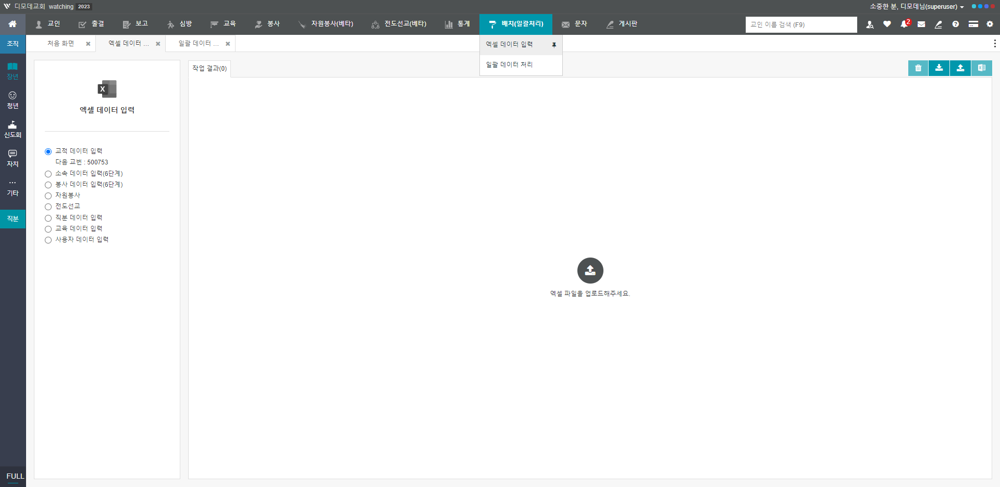 디모데교회 watching 2023
소중한 분, 디모데님(superuser)
교인
출결
보고
심방
교육
봉사
자원봉사(베타)
전도선교(베타)
통계
배치(일괄처리)
문자
게시판
교인 이름 검색 (F9)
2
조직
처음 화면
엑셀 데이터 ...
일괄 데이터 ...
엑셀 데이터 입력
일괄 데이터 처리
장년
청년
신도회
자치
기타
직분
FULL
X
엑셀 데이터 입력
교적 데이터 입력
다음 교번 : 500753
소속 데이터 입력(6단계)
봉사 데이터 입력(6단계)
자원봉사
전도선교
직분 데이터 입력
교육 데이터 입력
사용자 데이터 입력
작업 결과(0)
엑셀 파일을 업로드해주세요.